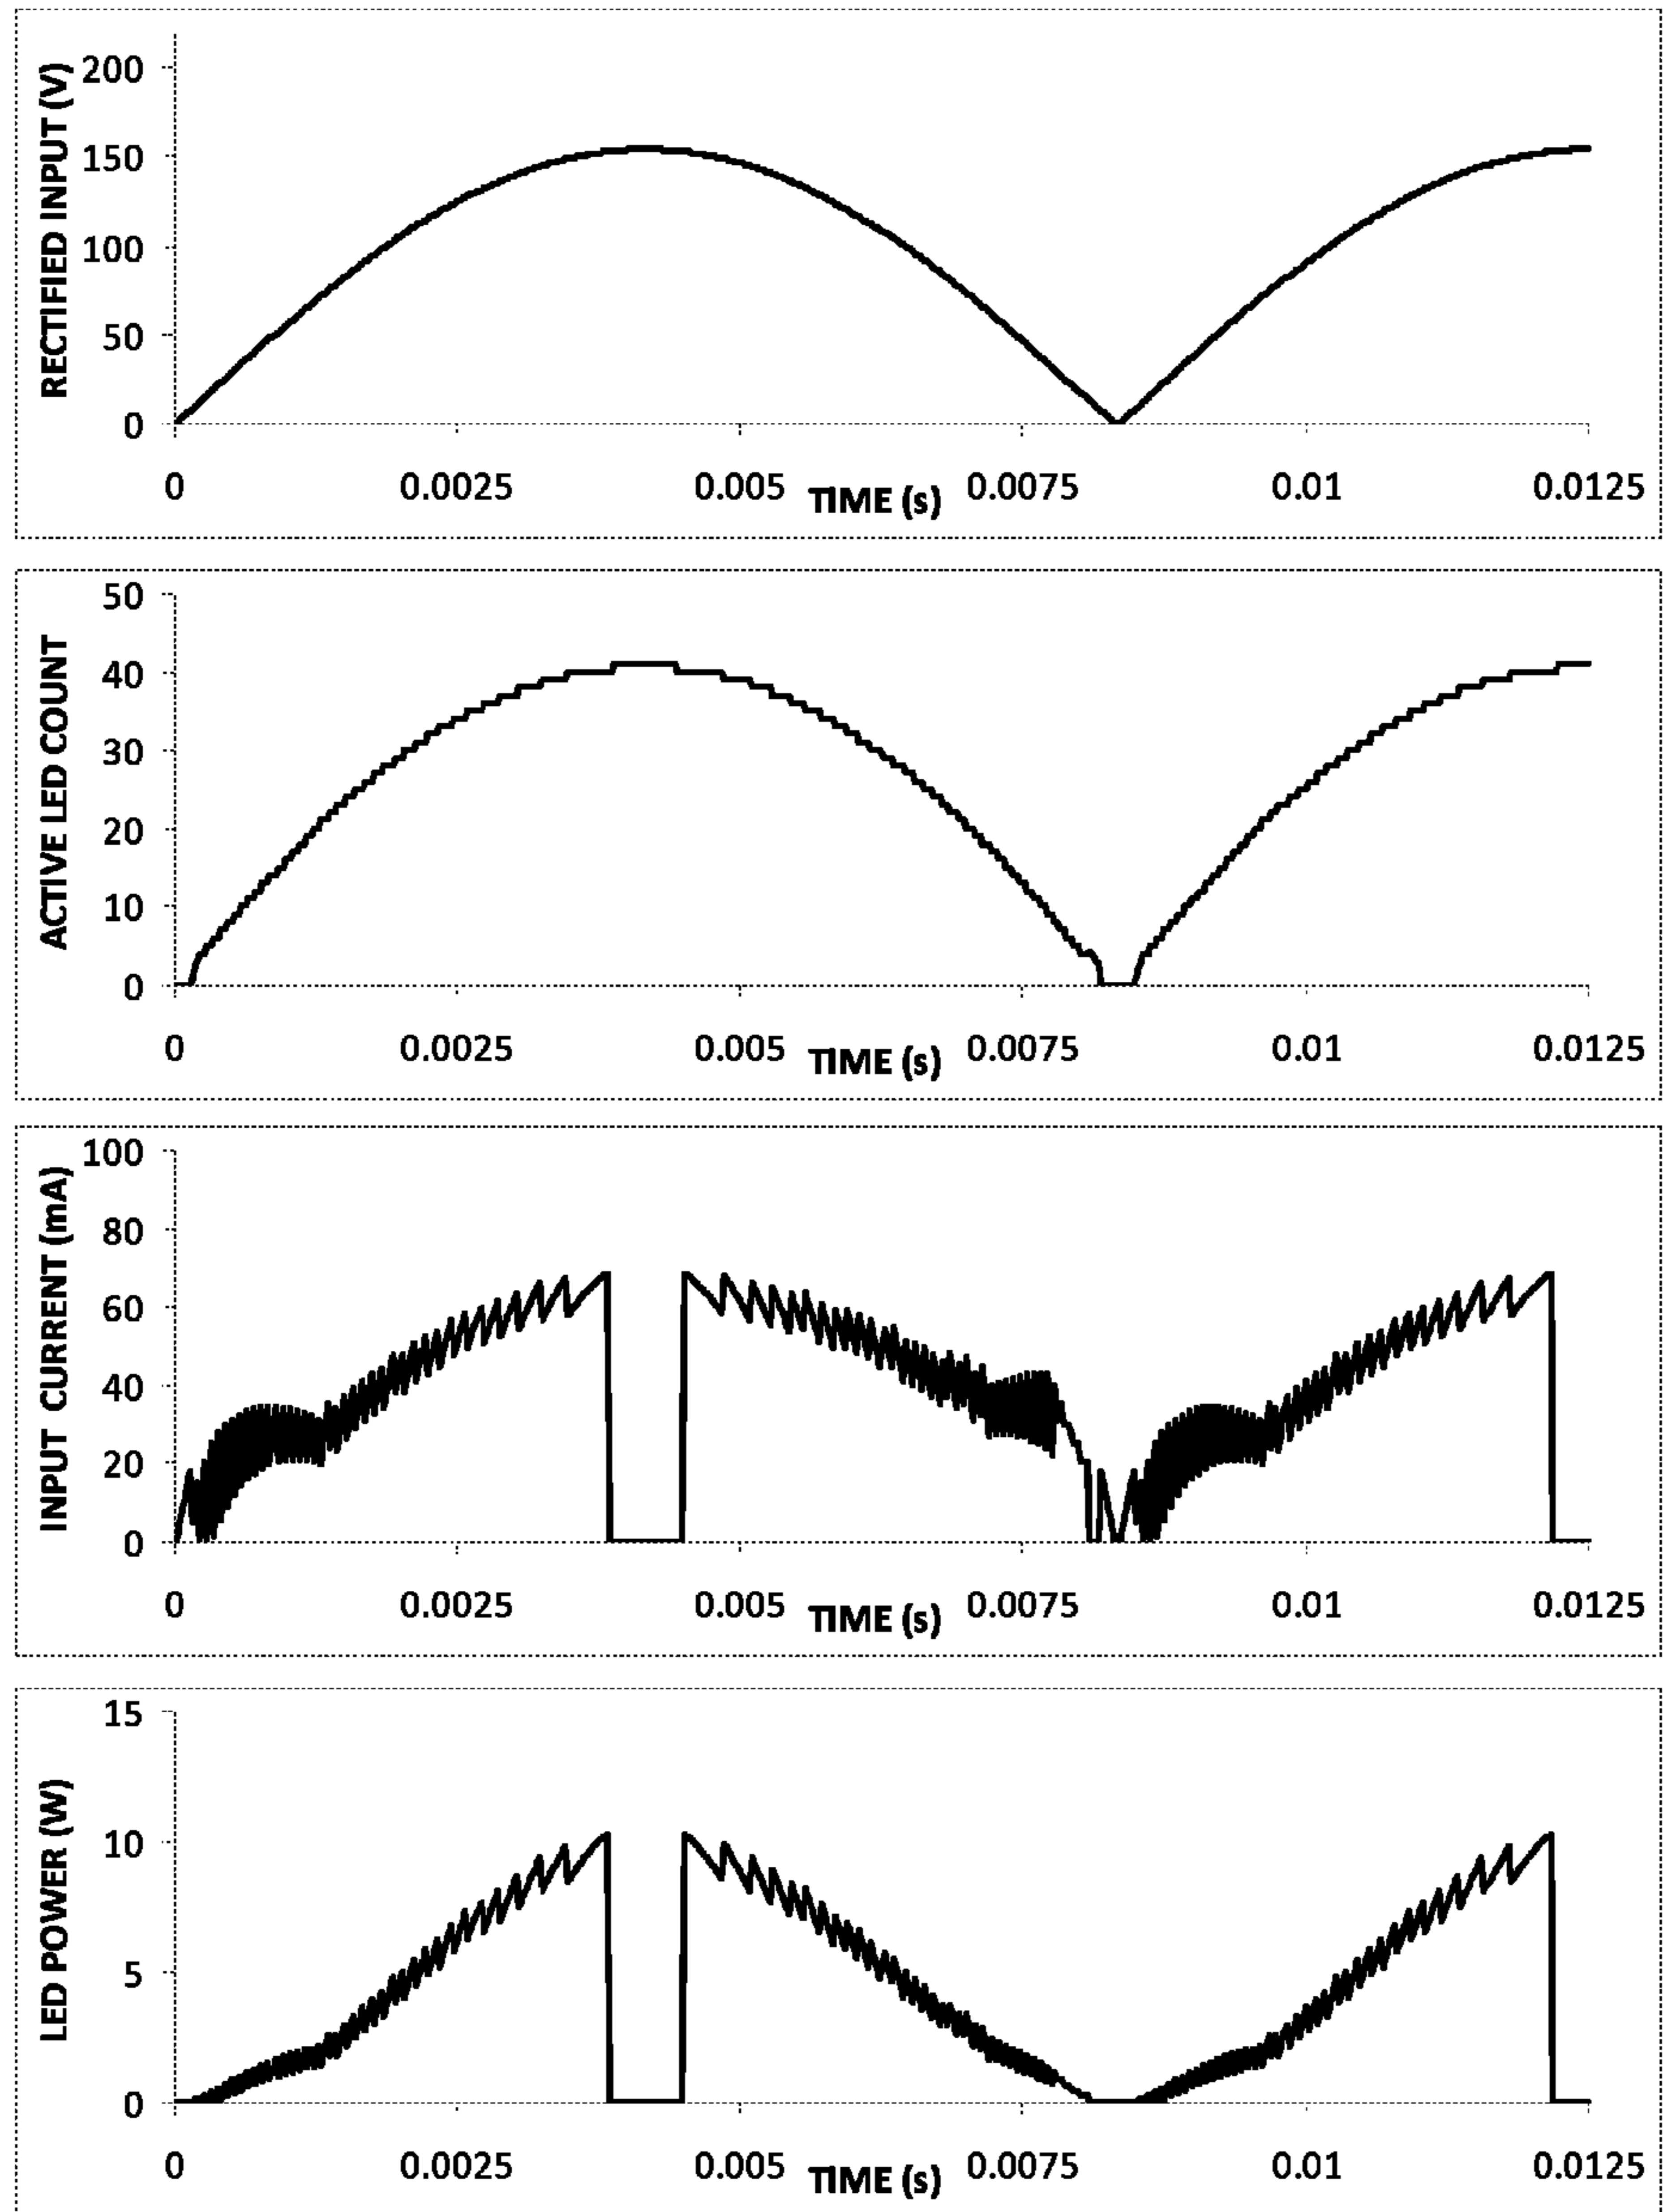 RECTIFIED INPUT (V)
200
150
100
50
0
0 0.0025 0.005 TIME (s) 0.0075 0.01 0.0125
ACTIVE LED COUNT
50
40
30
20
10
0
0 0.0025 0.005 TIME (s) 0.0075 0.01 0.0125
INPUT CURRENT (mA)
100
80
60
40
20
0
0 0.0025 0.005 TIME (s) 0.0075 0.01 0.0125
LED POWER (W)
15
10
5
0
0 0.0025 0.005 TIME (s) 0.0075 0.01 0.0125